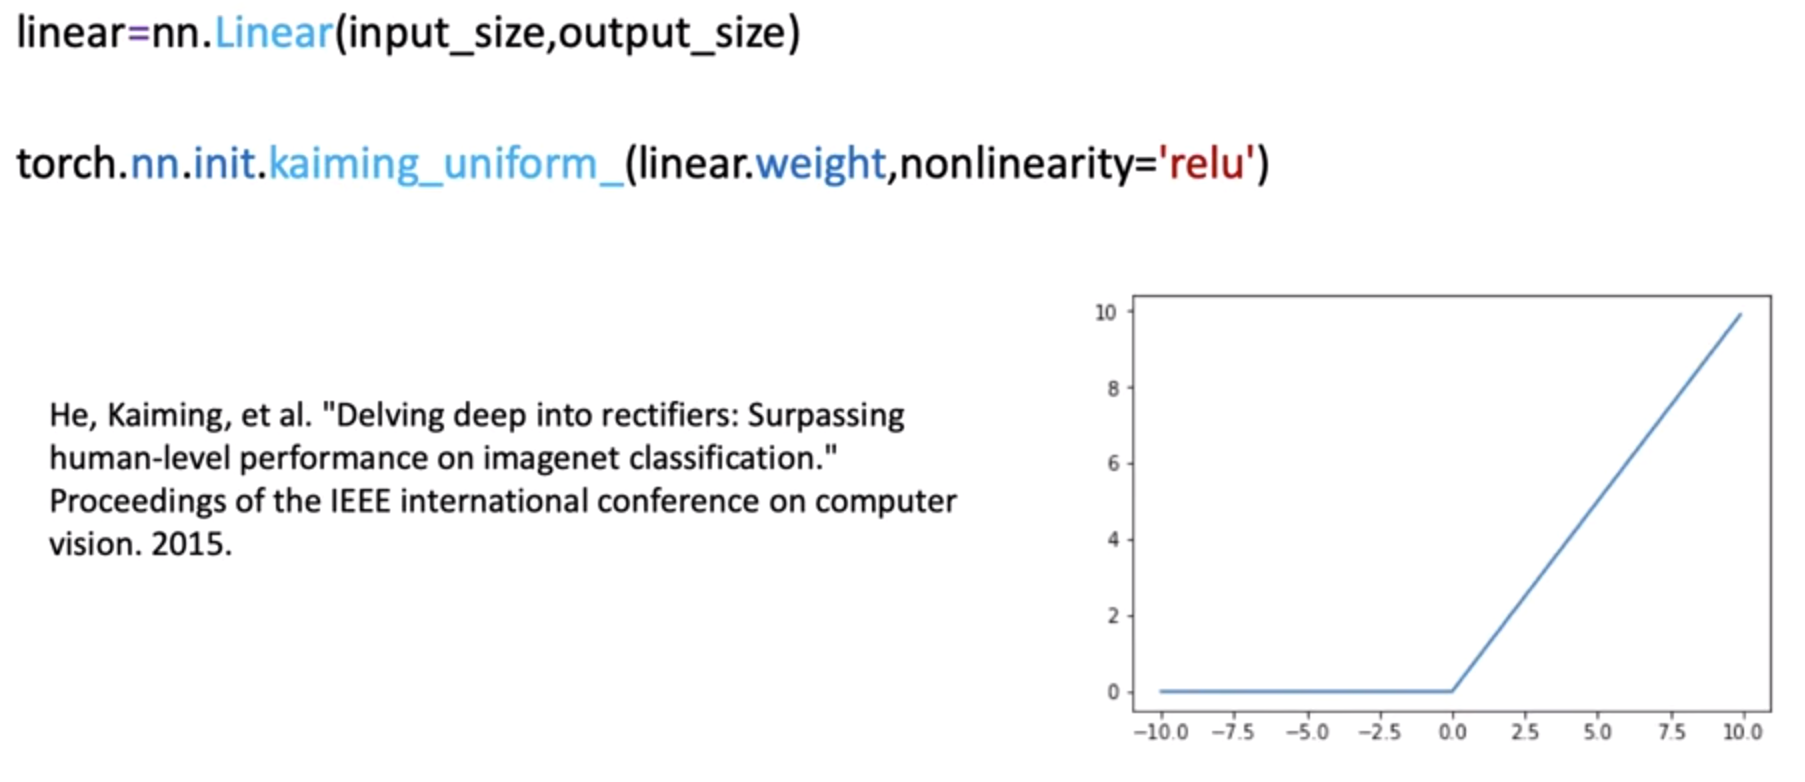 linear=nn.Linear(input_size,output_size)
torch.nn.init.kaiming_uniform_(linear.weight,nonlinearity='relu')
He, Kaiming, et al. "Delving deep into rectifiers: Surpassing
human-level performance on imagenet classification."
Proceedings of the IEEE international conference on computer
vision. 2015.
10
8
6
4
2
0
−10.0 −7.5 −5.0 −2.5 0.0 2.5 5.0 7.5 10.0